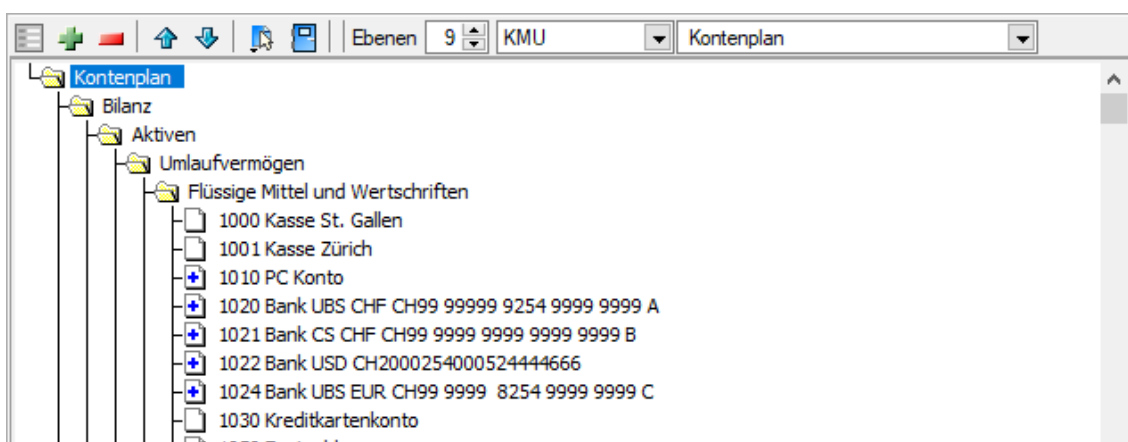 Ebenen 9 KMU Kontenplan
Kontenplan
Bilanz
Aktiven
Umlaufvermögen
Flüssige Mittel und Wertschriften
1000 Kasse St. Gallen
1001 Kasse Zürich
1010 PC Konto
1020 Bank UBS CHF CH99 99999 9254 9999 9999 A
1021 Bank CS CHF CH99 9999 9999 9999 9999 B
1022 Bank USD CH2000254000524444666
1024 Bank UBS EUR CH99 9999  8254 9999 9999 C
1030 Kreditkartenkonto